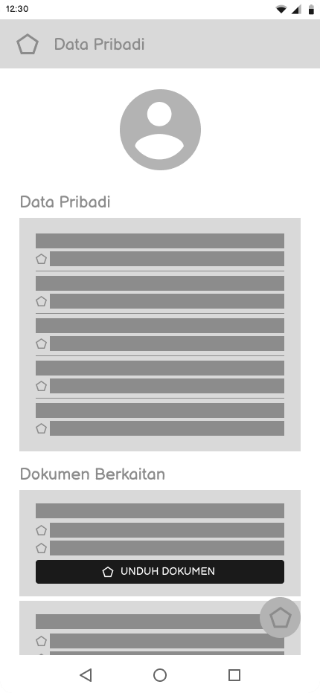 12:30
Data Pribadi
Data Pribadi
Dokumen Berkaitan
UNDUH DOKUMEN